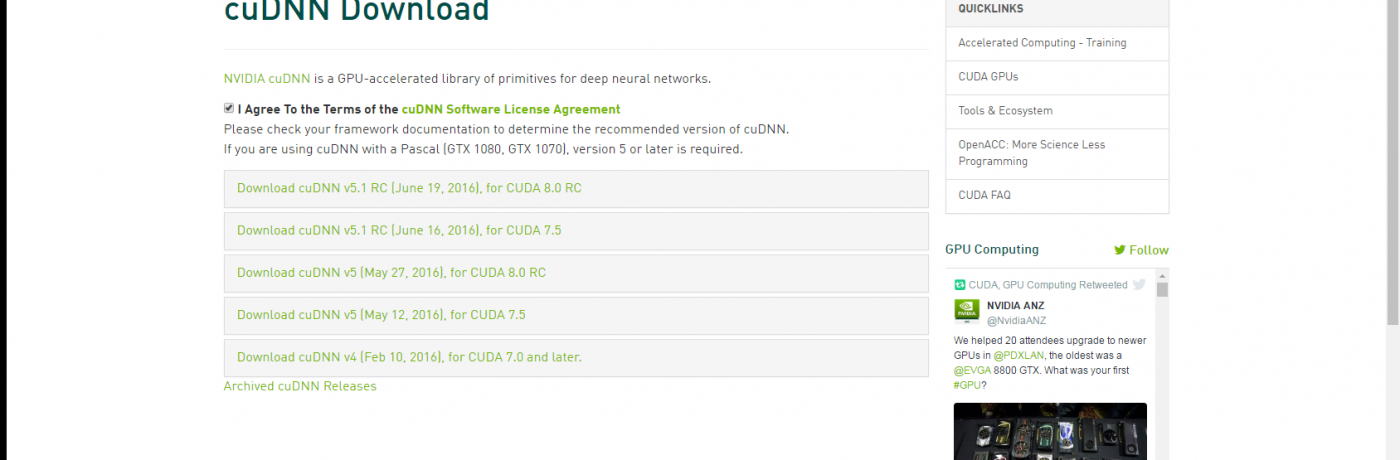 cuDNN Download
NVIDIA cuDNN is a GPU-accelerated library of primitives for deep neural networks.
I Agree To the Terms of the cuDNN Software License Agreement
Please check your framework documentation to determine the recommended version of cuDNN.
If you are using cuDNN with a Pascal (GTX 1080, GTX 1070), version 5 or later is required.
Download cuDNN v5.1 RC (June 19, 2016), for CUDA 8.0 RC
Download cuDNN v5.1 RC (June 16, 2016), for CUDA 7.5
Download cuDNN v5 (May 27, 2016), for CUDA 8.0 RC
Download cuDNN v5 (May 12, 2016), for CUDA 7.5
Download cuDNN v4 (Feb 10, 2016), for CUDA 7.0 and later.
Archived cuDNN Releases
QUICKLINKS
Accelerated Computing - Training
CUDA GPUs
Tools & Ecosystem
OpenACC: More Science Less
Programming
CUDA FAQ
GPU Computing
Follow
CUDA, GPU Computing Retweeted
NVIDIA ANZ
@NvidiaANZ
We helped 20 attendees upgrade to newer
GPUs in @PDXLAN, the oldest was a
@EVGA 8800 GTX. What was your first
#GPU?